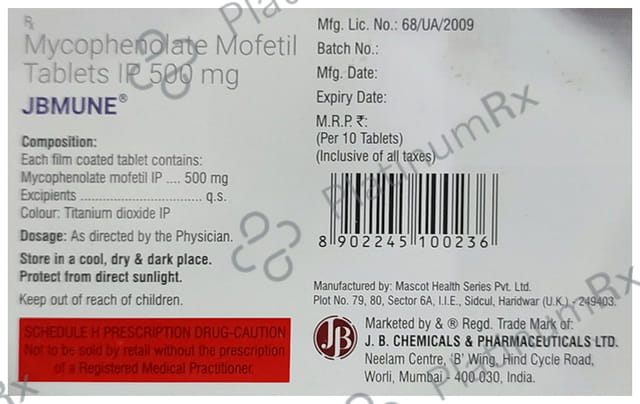 Rx
Mycophenolate Mofetil
Tablets IP 500 mg
JBMUNE®
Composition:
Each film coated tablet contains:
Mycophenolate mofetil IP .... 500 mg
Excipients ............................... q.s.
Colour: Titanium dioxide IP
Dosage: As directed by the Physician.
Store in a cool, dry & dark place.
Protect from direct sunlight.
Keep out of reach of children.
SCHEDULE H PRESCRIPTION DRUG-CAUTION
Not to be sold by retail without the prescription
of a Registered Medical Practitioner.
Mfg. Lic. No.: 68/UA/2009
Batch No.:
Mfg. Date:
Expiry Date:
M.R.P. ₹:
(Per 10 Tablets)
(Inclusive of all taxes)
8 902245 100236
Manufactured by: Mascot Health Series Pvt. Ltd.
Plot No. 79, 80, Sector 6A, I.I.E., Sidcul, Haridwar (U.K.) - 249403.
JB
Marketed by & ® Regd. Trade Mark of:
J. B. CHEMICALS & PHARMACEUTICALS LTD.
Neelam Centre, 'B' Wing, Hind Cycle Road,
Worli, Mumbai - 400 030, India.
PlatinumRx
PlatinumRx